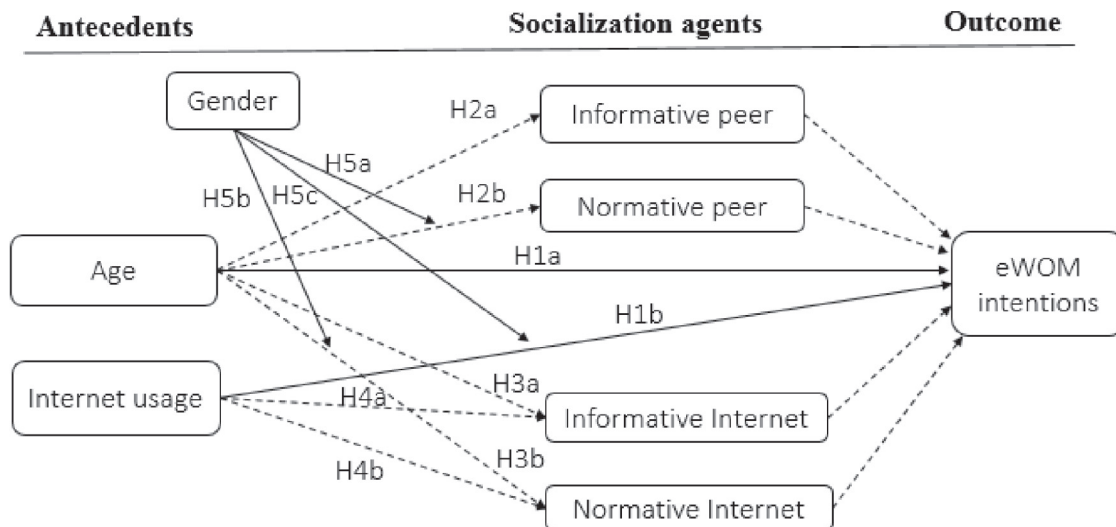 Antecedents Socialization agents Outcome
Gender
H2a
Informative peer
H5a
H5b
H5c
H2b
Normative peer
Age
H1a
eWOM
intentions
H1b
Internet usage
H3a
H4a
Informative Internet
H3b
H4b
Normative Internet